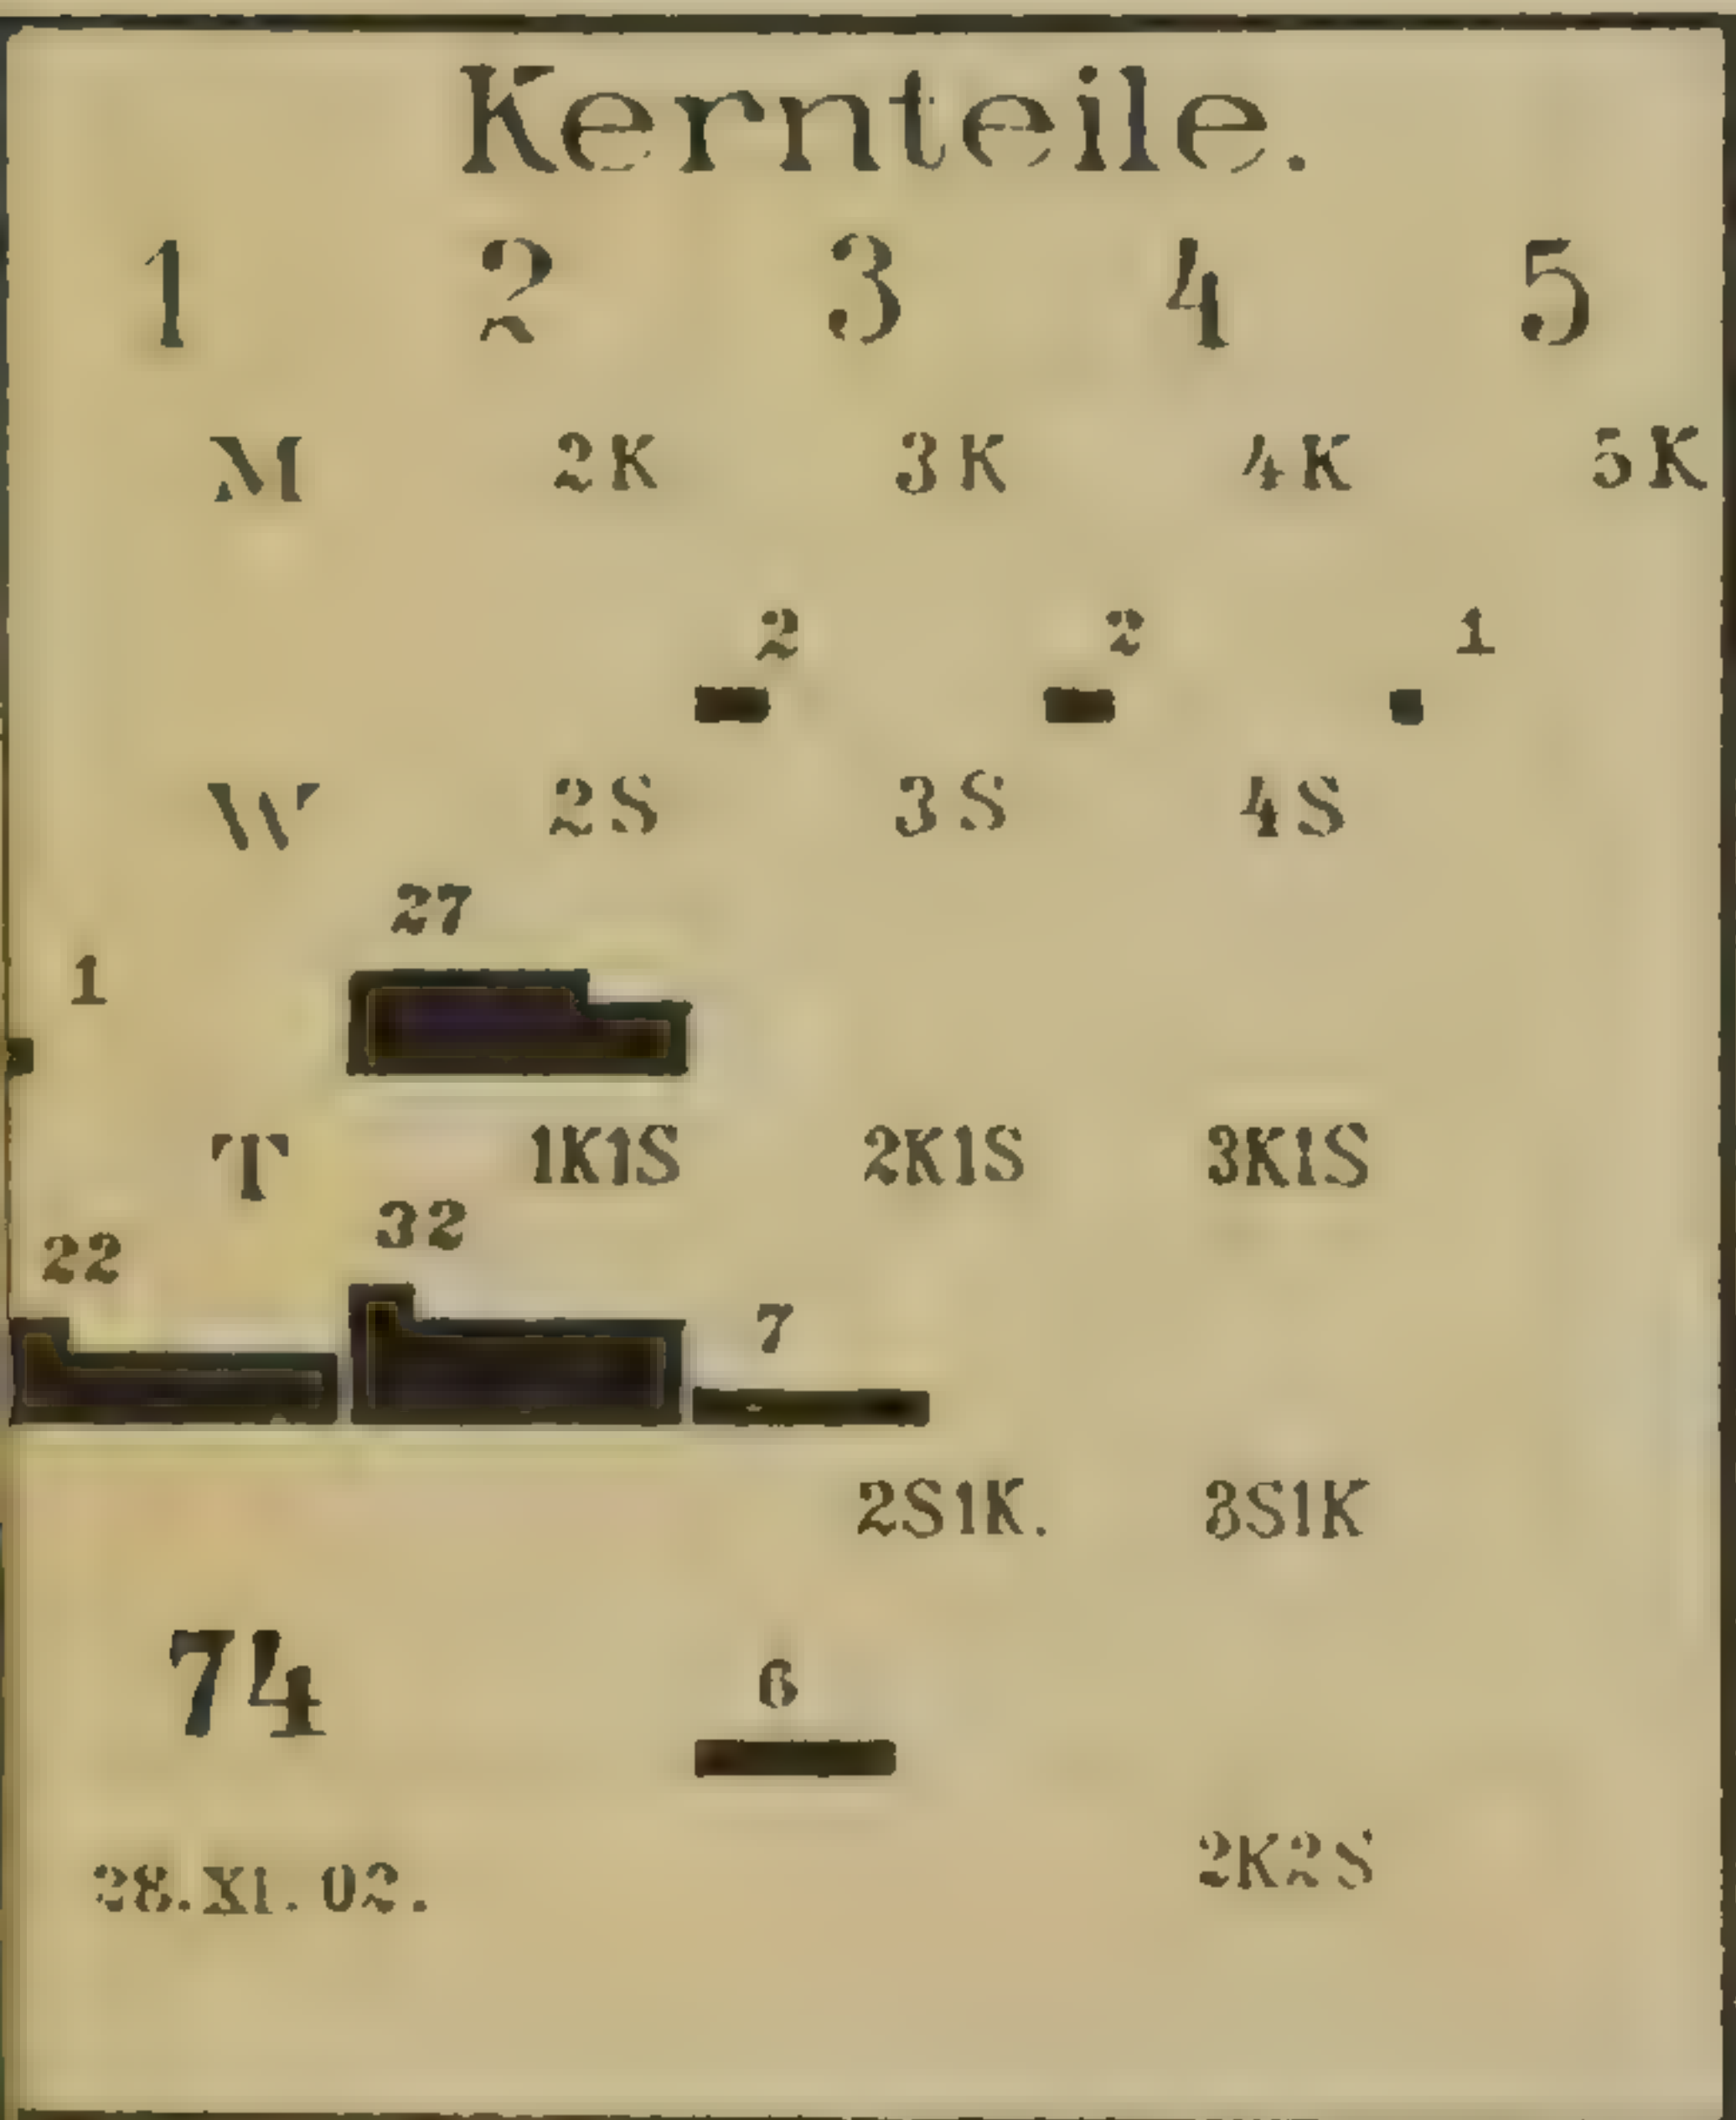 Kernteile.
1 2 3 4 5
M 2K 3K 4K 5K
2 2 1
W 2S 3S 4S
27
1
T 1K1S 2K1S 3K1S
32
22
7
2S1K. 3S1K
74 6
2K2S
28.XI.02.